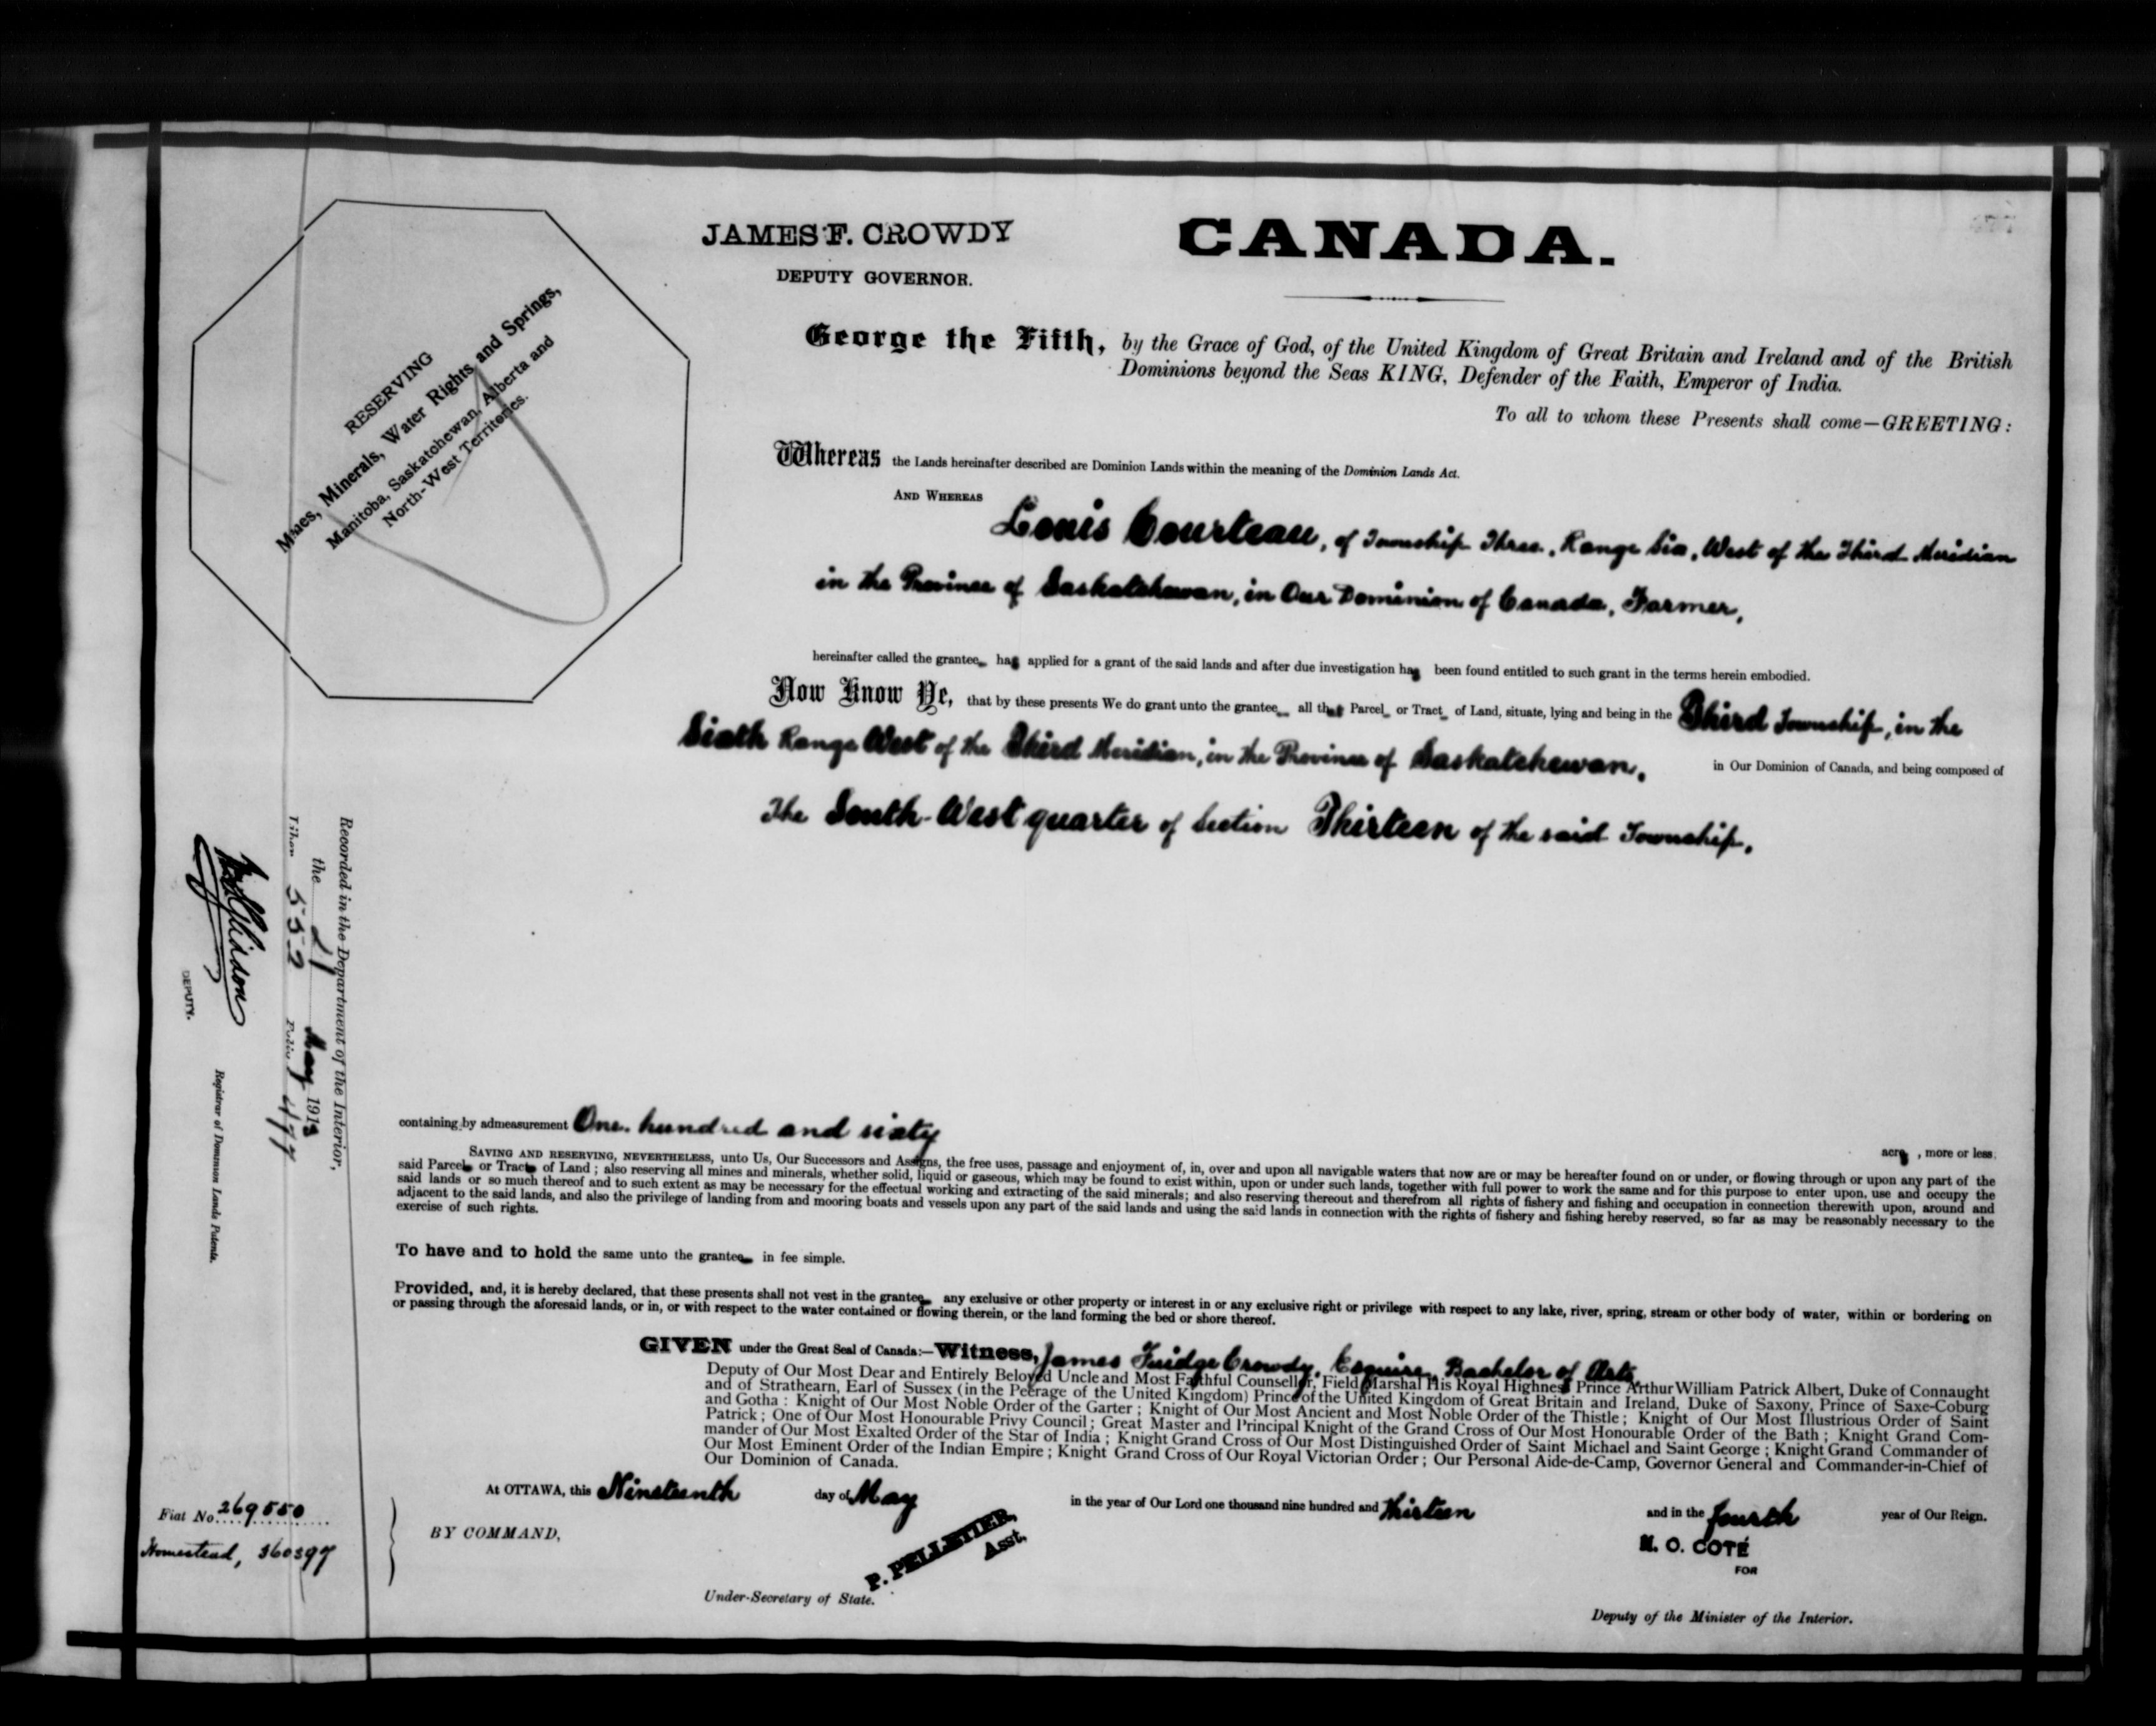 JAMES F. CROWDY
DEPUTY GOVERNOR.
CANADA.
RESERVING
Mines, Minerals, Water Rights and Springs,
Manitoba, Saskatchewan, Alberta and
North-West Territories.
George the Fifth, by the Grace of God, of the United Kingdom of Great Britain and Ireland and of the British
Dominions beyond the Seas KING, Defender of the Faith, Emperor of India.
To all to whom these Presents shall come—GREETING:
Whereas the Lands hereinafter described are Dominion Lands within the meaning of the Dominion Lands Act.
AND WHEREAS
Louis Courteau, of Township Three, Range Six, West of the Third Meridian
in the Province of Saskatchewan, in Our Dominion of Canada, Farmer,
hereinafter called the grantee has applied for a grant of the said lands and after due investigation has been found entitled to such grant in the terms herein embodied.
Now Know Ye, that by these presents We do grant unto the grantee all that Parcel or Tract of Land, situate, lying and being in the Third Township, in the
Sixth Range West of the Third Meridian, in the Province of Saskatchewan, in Our Dominion of Canada, and being composed of
The South-West quarter of Section Thirteen of the said Township,
containing by admeasurement One hundred and sixty acres, more or less;
SAVING AND RESERVING, NEVERTHELESS, unto Us, Our Successors and Assigns, the free uses, passage and enjoyment of, in, over and upon all navigable waters that now are or may be hereafter found on or under, or flowing through or upon any part of the
said Parcel or Tract of Land; also reserving all mines and minerals, whether solid, liquid or gaseous, which may be found to exist within, upon or under such lands, together with full power to work the same and for this purpose to enter upon, use and occupy the
said lands or so much thereof and to such extent as may be necessary for the effectual working and extracting of the said minerals; and also reserving thereout and therefrom all rights of fishery and fishing and occupation in connection therewith upon, around and
adjacent to the said lands, and also the privilege of landing from and mooring boats and vessels upon any part of the said lands and using the said lands in connection with the rights of fishery and fishing hereby reserved, so far as may be reasonably necessary to the
exercise of such rights.
To have and to hold the same unto the grantee in fee simple.
Provided, and, it is hereby declared, that these presents shall not vest in the grantee any exclusive or other property or interest in or any exclusive right or privilege with respect to any lake, river, spring, stream or other body of water, within or bordering on
or passing through the aforesaid lands, or in, or with respect to the water contained or flowing therein, or the land forming the bed or shore thereof.
GIVEN under the Great Seal of Canada:—Witness, James Fuidge Crowdy, Esquire, Bachelor of Arts,
Deputy of Our Most Dear and Entirely Beloved Uncle and Most Faithful Counsellor, Field Marshal His Royal Highness Prince Arthur William Patrick Albert, Duke of Connaught
and of Strathearn, Earl of Sussex (in the Peerage of the United Kingdom) Prince of the United Kingdom of Great Britain and Ireland, Duke of Saxony, Prince of Saxe-Coburg
and Gotha: Knight of Our Most Noble Order of the Garter; Knight of Our Most Ancient and Most Noble Order of the Thistle; Knight of Our Most Illustrious Order of Saint
Patrick; One of Our Most Honourable Privy Council; Great Master and Principal Knight of the Grand Cross of Our Most Honourable Order of the Bath; Knight Grand Com-
mander of Our Most Exalted Order of the Star of India; Knight Grand Cross of Our Most Distinguished Order of Saint Michael and Saint George; Knight Grand Commander of
Our Most Eminent Order of the Indian Empire; Knight Grand Cross of Our Royal Victorian Order; Our Personal Aide-de-Camp, Governor General and Commander-in-Chief of
Our Dominion of Canada.
At OTTAWA, this Nineteenth day of May in the year of Our Lord one thousand nine hundred and thirteen and in the fourth year of Our Reign.
BY COMMAND,
P. PELLETIER,
Asst.
Under-Secretary of State.
N. O. COTÉ
FOR
Deputy of the Minister of the Interior.
Fiat No. 269550
Homestead, 360397
Recorded in the Department of the Interior,
the 21 May 1913
Liber 552 Folio 477
DEPUTY.
Registrar of Dominion Lands Patents.